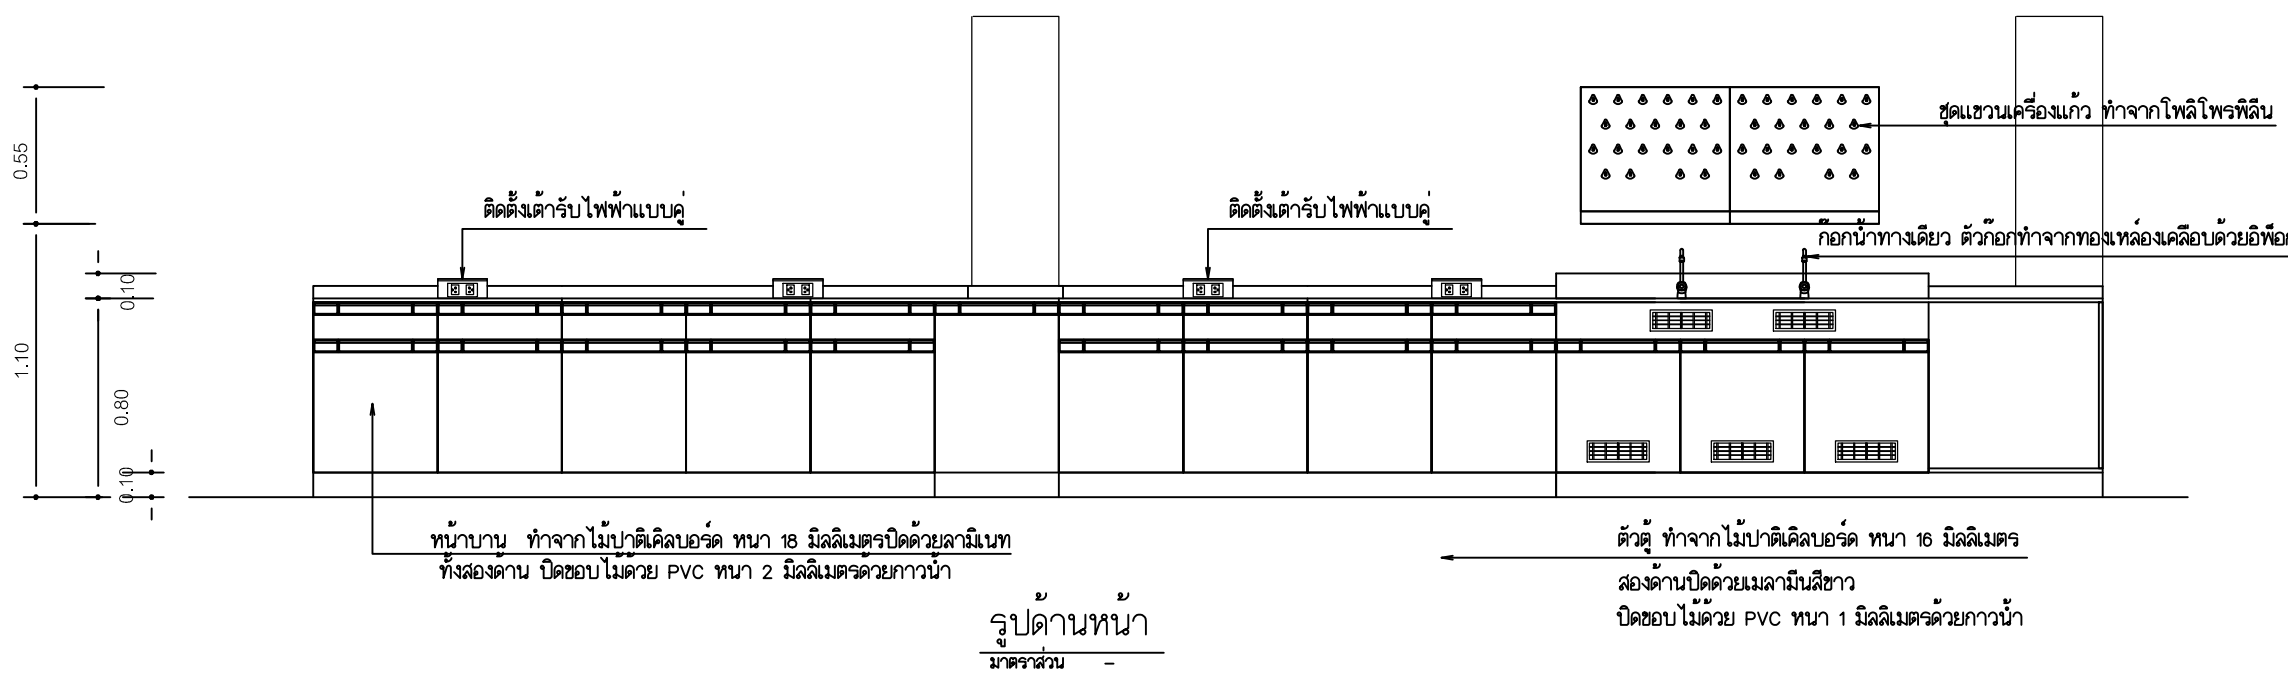 ชุดแขวนเครื่องแก้ว ทำจากโพลิโพรพิลีน
0.55
ติดตั้งเต้ารับไฟฟ้าแบบคู่
ติดตั้งเต้ารับไฟฟ้าแบบคู่
ก๊อกน้ำทางเดียว ตัวก๊อกทำจากทองเหล่องเคลือบด้วยอิพ็อก
0.10
1.10
0.80
0.10
หน้าบาน ทำจากไม้ปาติเคิลบอร์ด หนา 18 มิลลิเมตรปิดด้วยลามิเนท
ทั้งสองด้าน ปิดขอบไม้ด้วย PVC หนา 2 มิลลิเมตรด้วยกาวน้ำ
ตัวตู้ ทำจากไม้ปาติเคิลบอร์ด หนา 16 มิลลิเมตร
สองด้านปิดด้วยเมลามีนสีขาว
ปิดขอบไม้ด้วย PVC หนา 1 มิลลิเมตรด้วยกาวน้ำ
รูปด้านหน้า
มาตราส่วน -